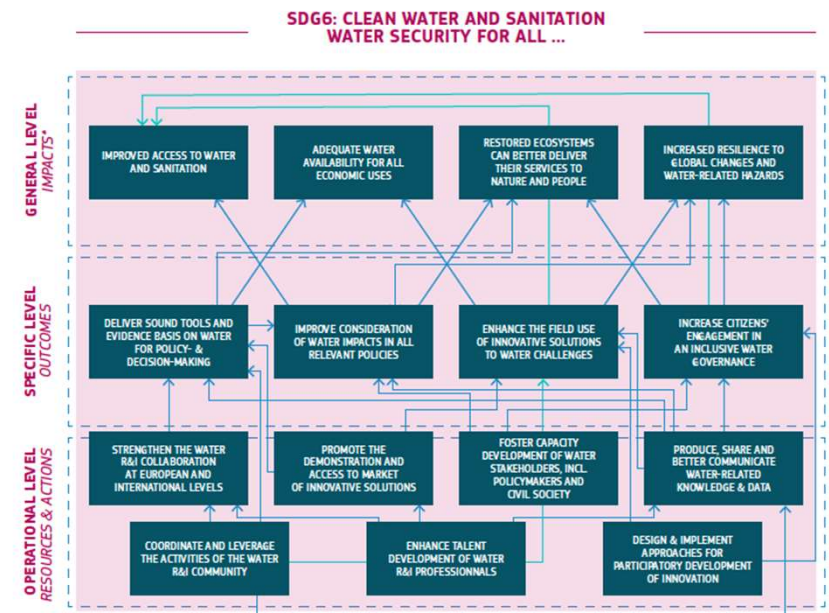 SDG6: CLEAN WATER AND SANITATION
WATER SECURITY FOR ALL ...
GENERAL LEVEL
IMPACTS*
IMPROVED ACCESS TO WATER
AND SANITATION
ADEQUATE WATER
AVAILABILITY FOR ALL
ECONOMIC USES
RESTORED ECOSYSTEMS
CAN BETTER DELIVER
THEIR SERVICES TO
NATURE AND PEOPLE
INCREASED RESILIENCE TO
GLOBAL CHANGES AND
WATER-RELATED HAZARDS
SPECIFIC LEVEL
OUTCOMES
DELIVER SOUND TOOLS AND
EVIDENCE BASIS ON WATER
FOR POLICY- &
DECISION-MAKING
IMPROVE CONSIDERATION
OF WATER IMPACTS IN ALL
RELEVANT POLICIES
ENHANCE THE FIELD USE
OF INNOVATIVE SOLUTIONS
TO WATER CHALLENGES
INCREASE CITIZENS'
ENGAGEMENT IN
AN INCLUSIVE WATER
GOVERNANCE
OPERATIONAL LEVEL
RESOURCES & ACTIONS
STRENGTHEN THE WATER
R&I COLLABORATION
AT EUROPEAN AND
INTERNATIONAL LEVELS
PROMOTE THE
DEMONSTRATION AND
ACCESS TO MARKET
OF INNOVATIVE SOLUTIONS
FOSTER CAPACITY
DEVELOPMENT OF WATER
STAKEHOLDERS, INCL.
POLICYMAKERS AND
CIVIL SOCIETY
PRODUCE, SHARE AND
BETTER COMMUNICATE
WATER-RELATED
KNOWLEDGE & DATA
COORDINATE AND LEVERAGE
THE ACTIVITIES OF THE WATER
R&I COMMUNITY
ENHANCE TALENT
DEVELOPMENT OF WATER
R&I PROFESSIONNALS
DESIGN & IMPLEMENT
APPROACHES FOR
PARTICIPATORY DEVELOPMENT
OF INNOVATION